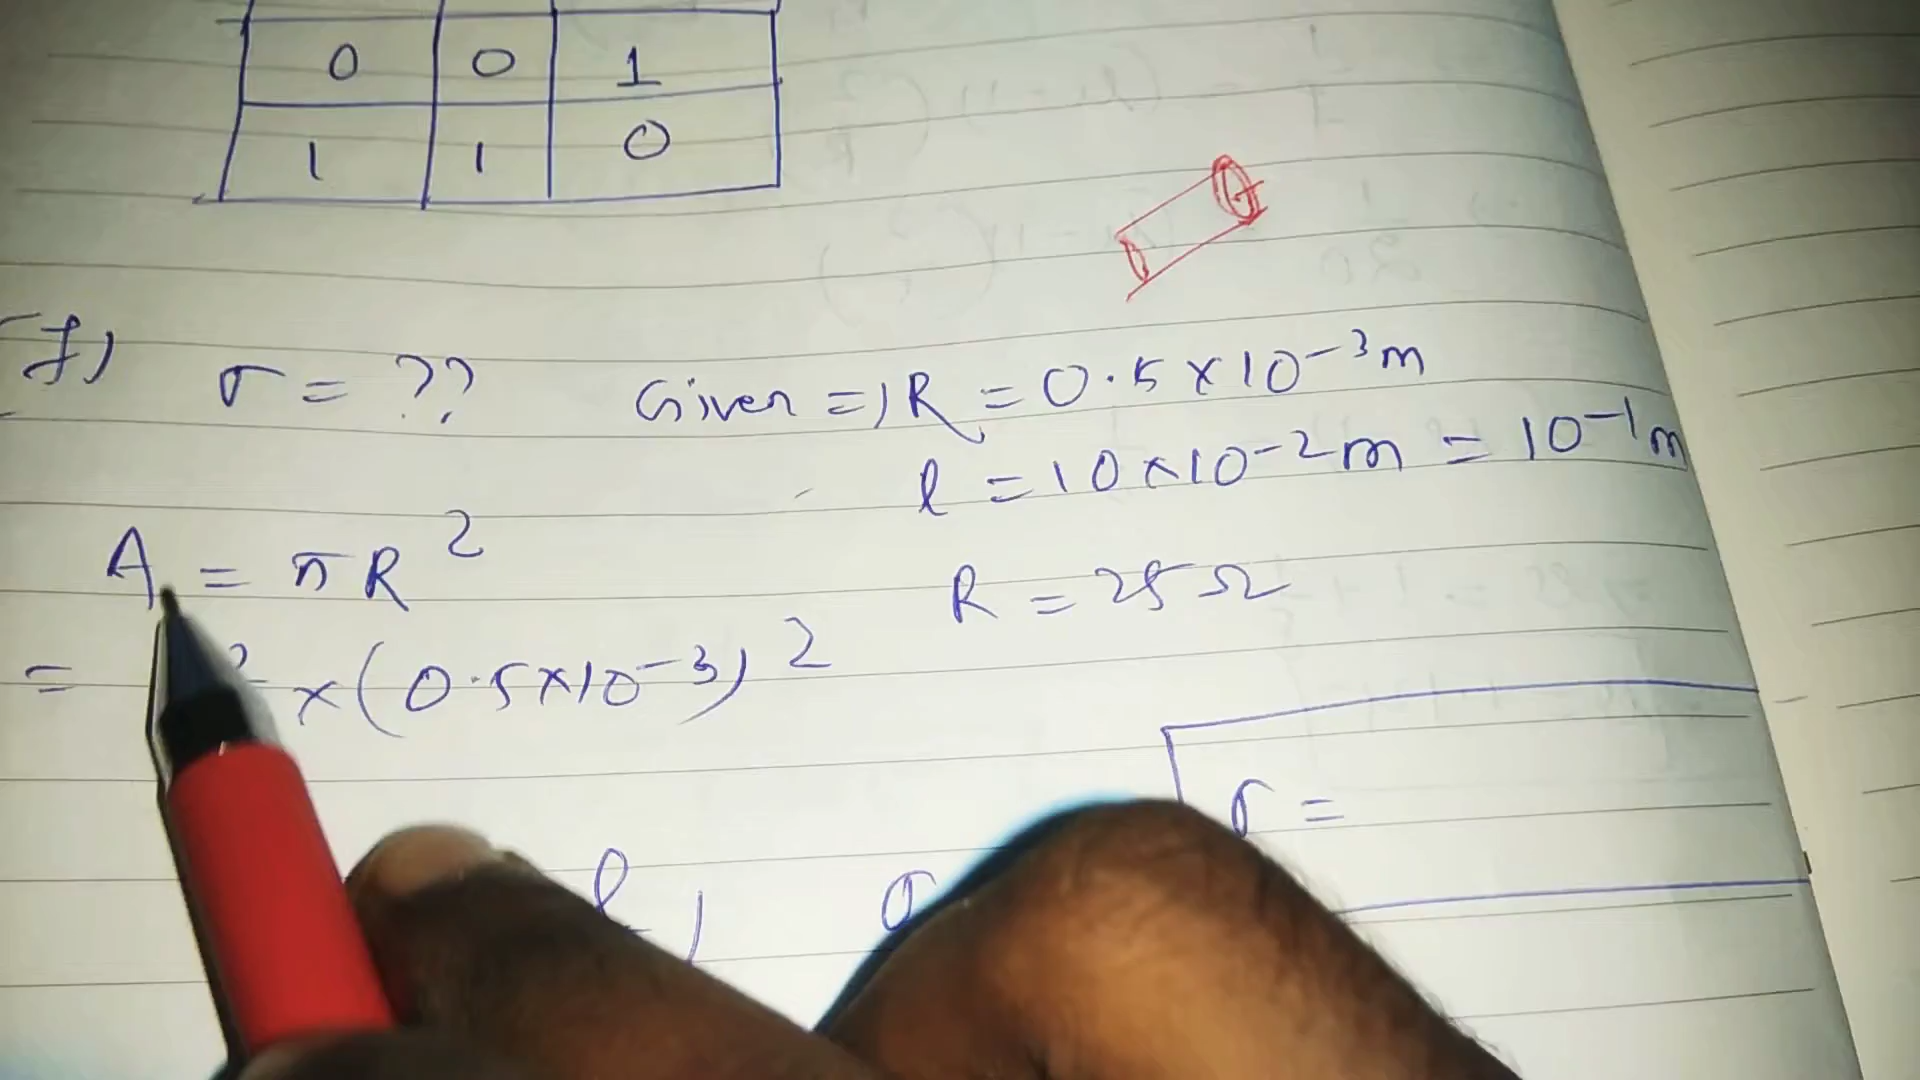 0 0 1
1 1 0
(f) σ = ??
Given =) R = 0.5 × 10⁻³ m
l = 10 × 10⁻² m = 10⁻¹ m
A = πR²
R = 25 Ω
= × (0.5 × 10⁻³)²
σ =
l , σ